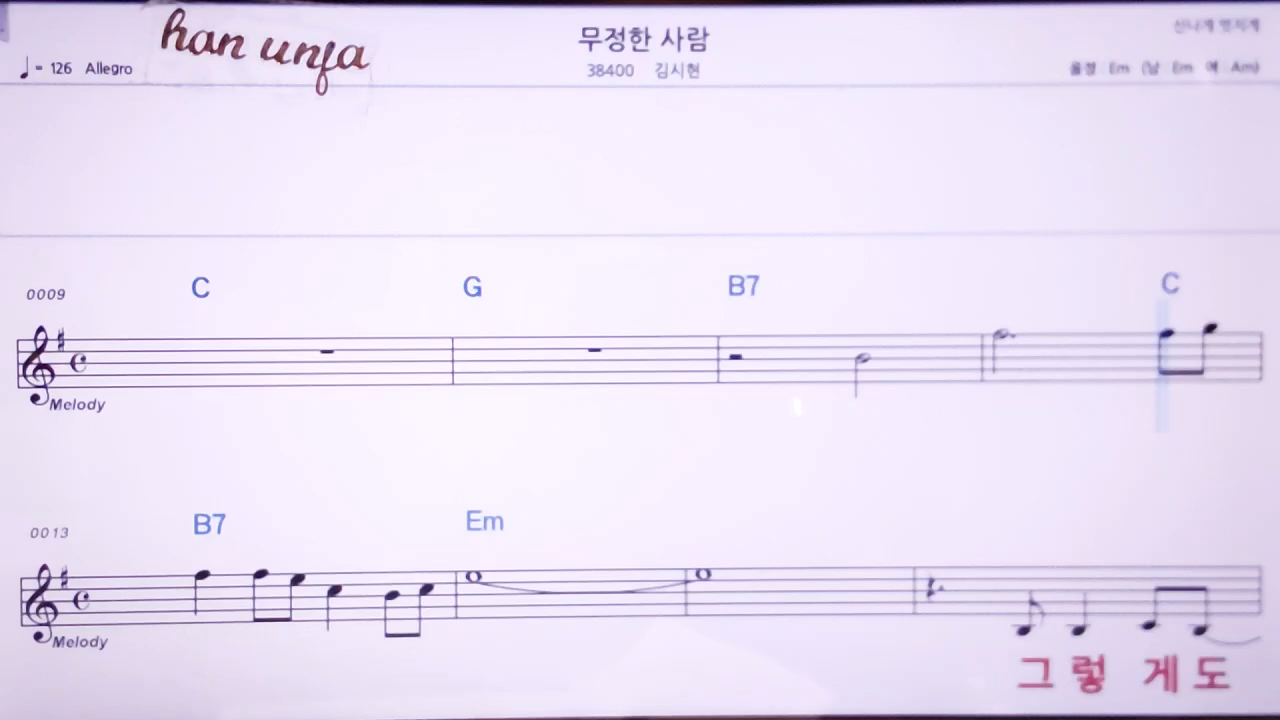 han unfa
무정한 사람
♩= 126 Allegro
38400 김시현
음정 Em (남 Em 여 Am)
C G B7 C
0009
Melody
B7 Em
0013
Melody
그렇 게도